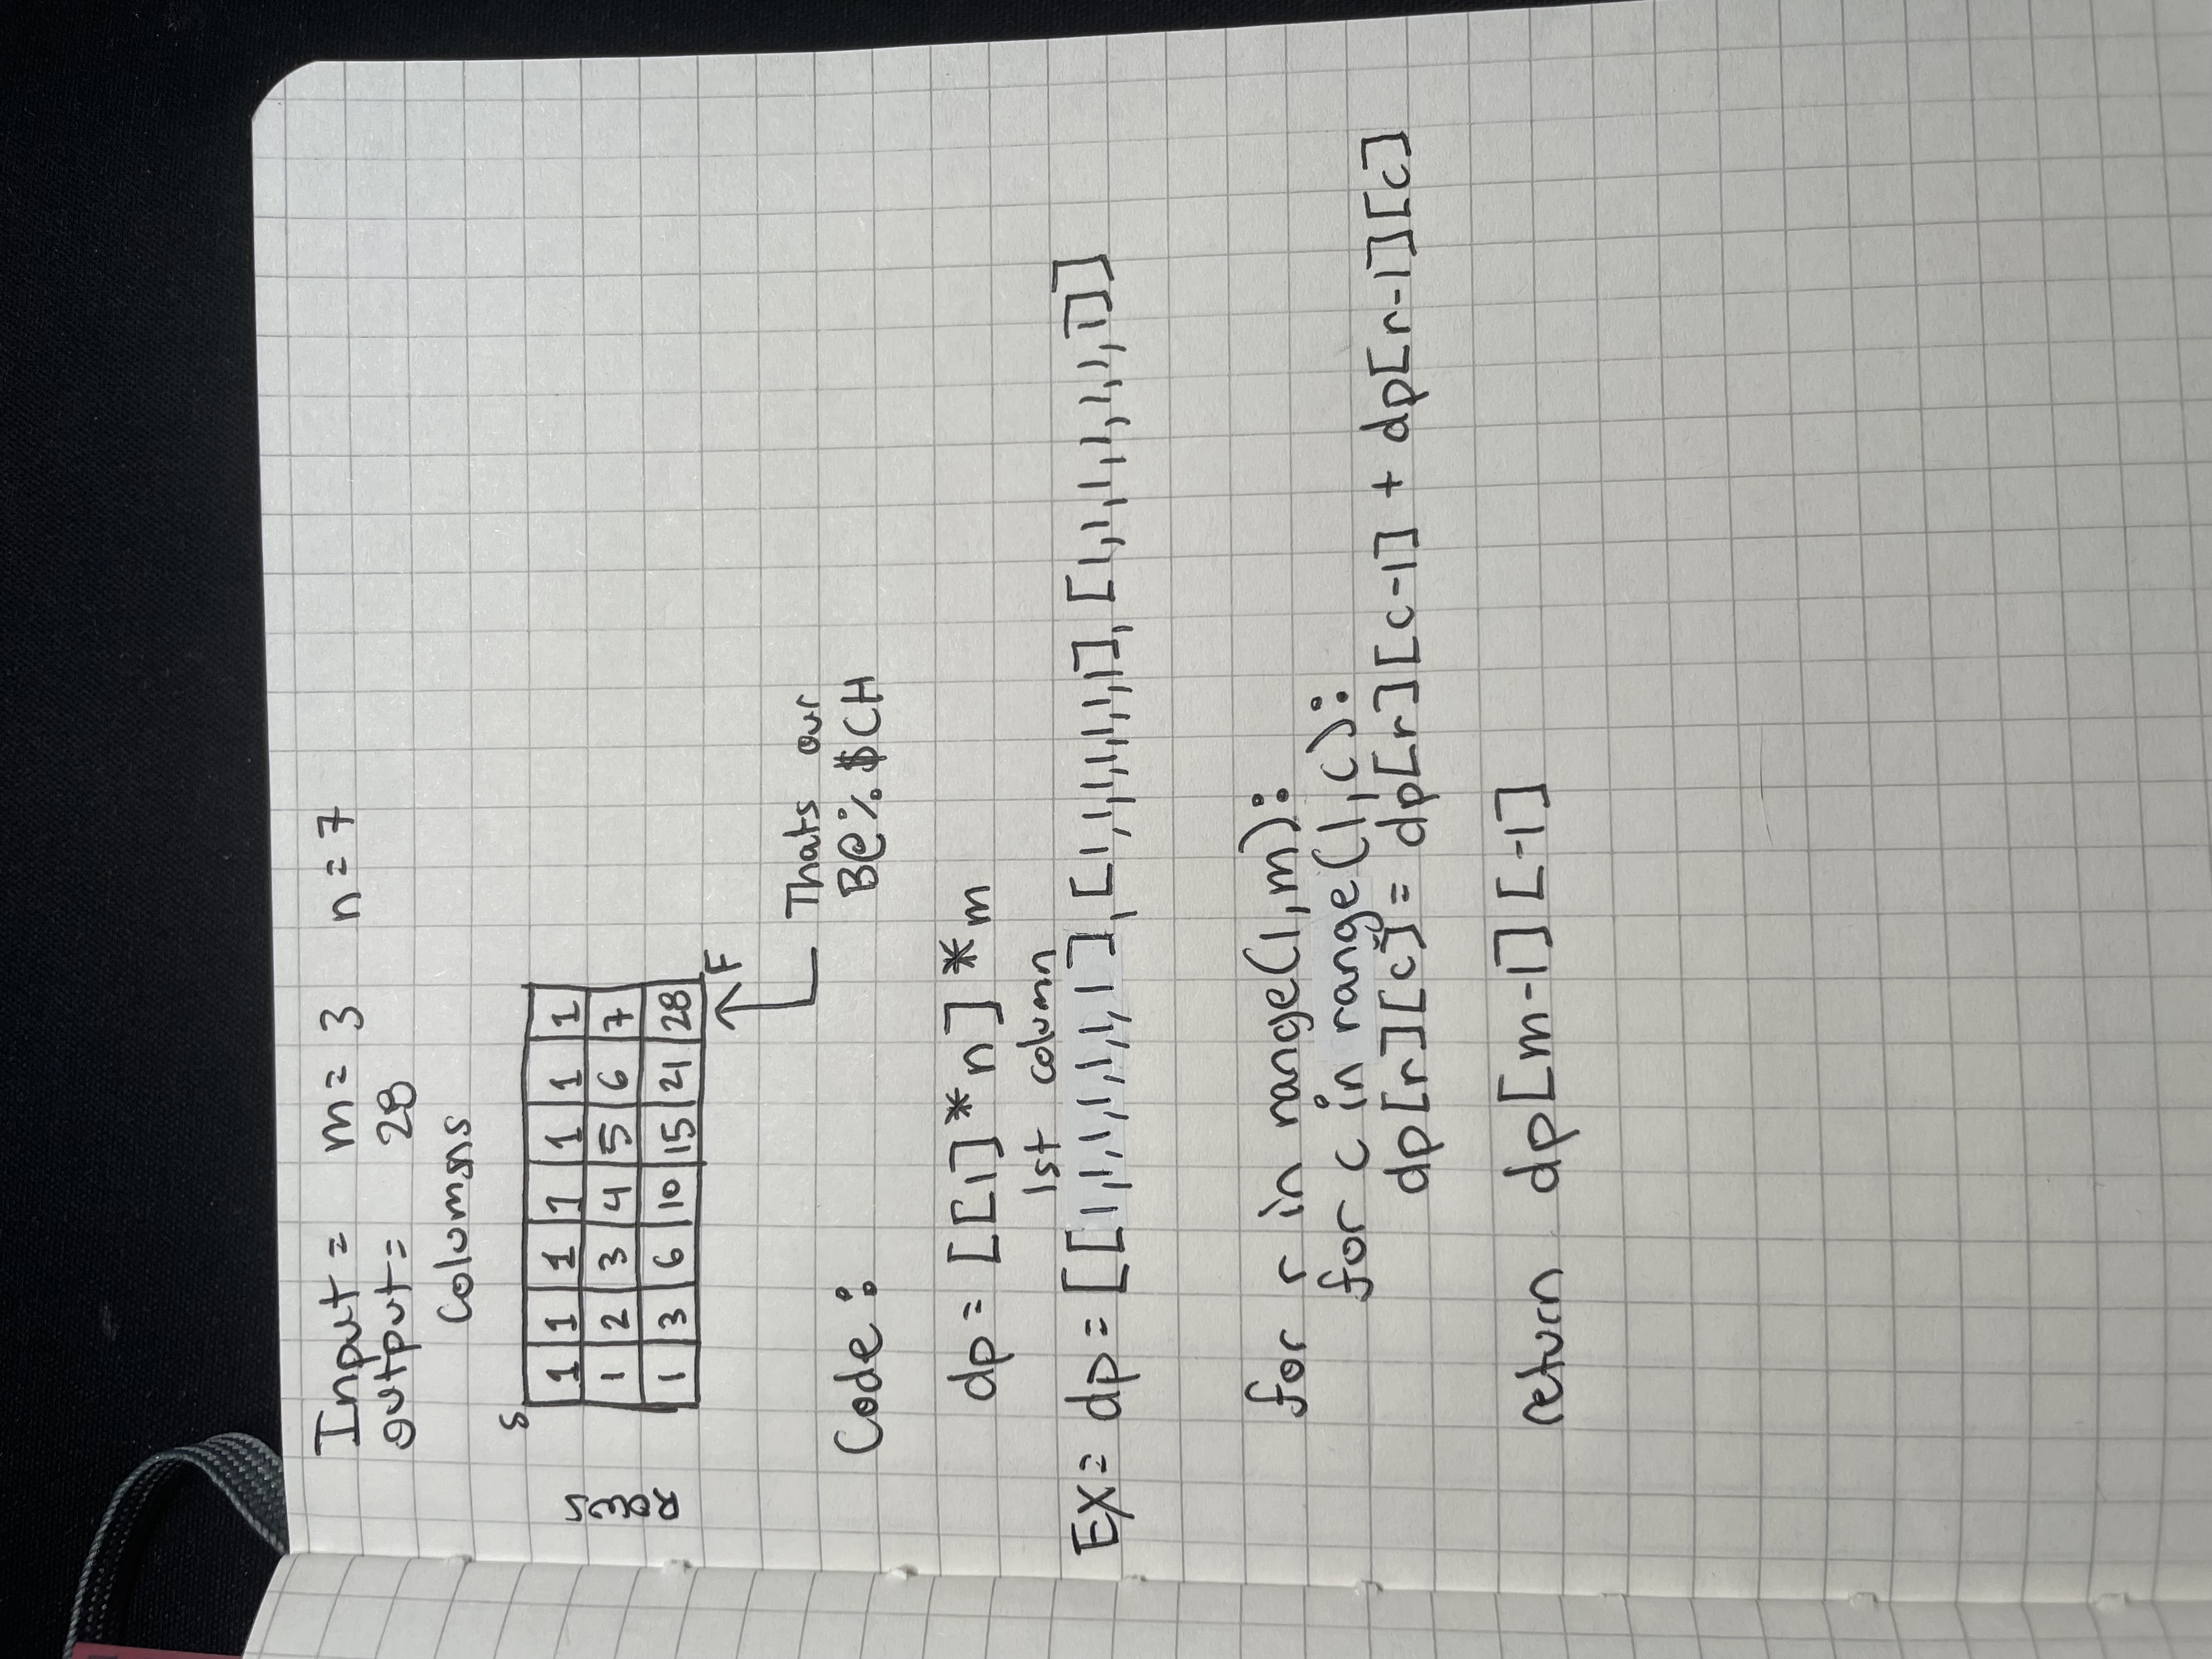 Input = m = 3 n = 7
output = 28
Columns
S
ROWS
1 1 1 1 1 1 1
1 2 3 4 5 6 7
1 3 6 10 15 21 28
F
Thats our
B@%$CH
Code:
dp = [[1]*n]*m
1st column
EX = dp = [[1,1,1,1,1,1,1], [1,1,1,1,1,1,1], [1,1,1,1,1,1,1]]
for r in range(1,m):
for c in range(1,c):
dp[r][c] = dp[r][c-1] + dp[r-1][c]
return dp[m-1][-1]